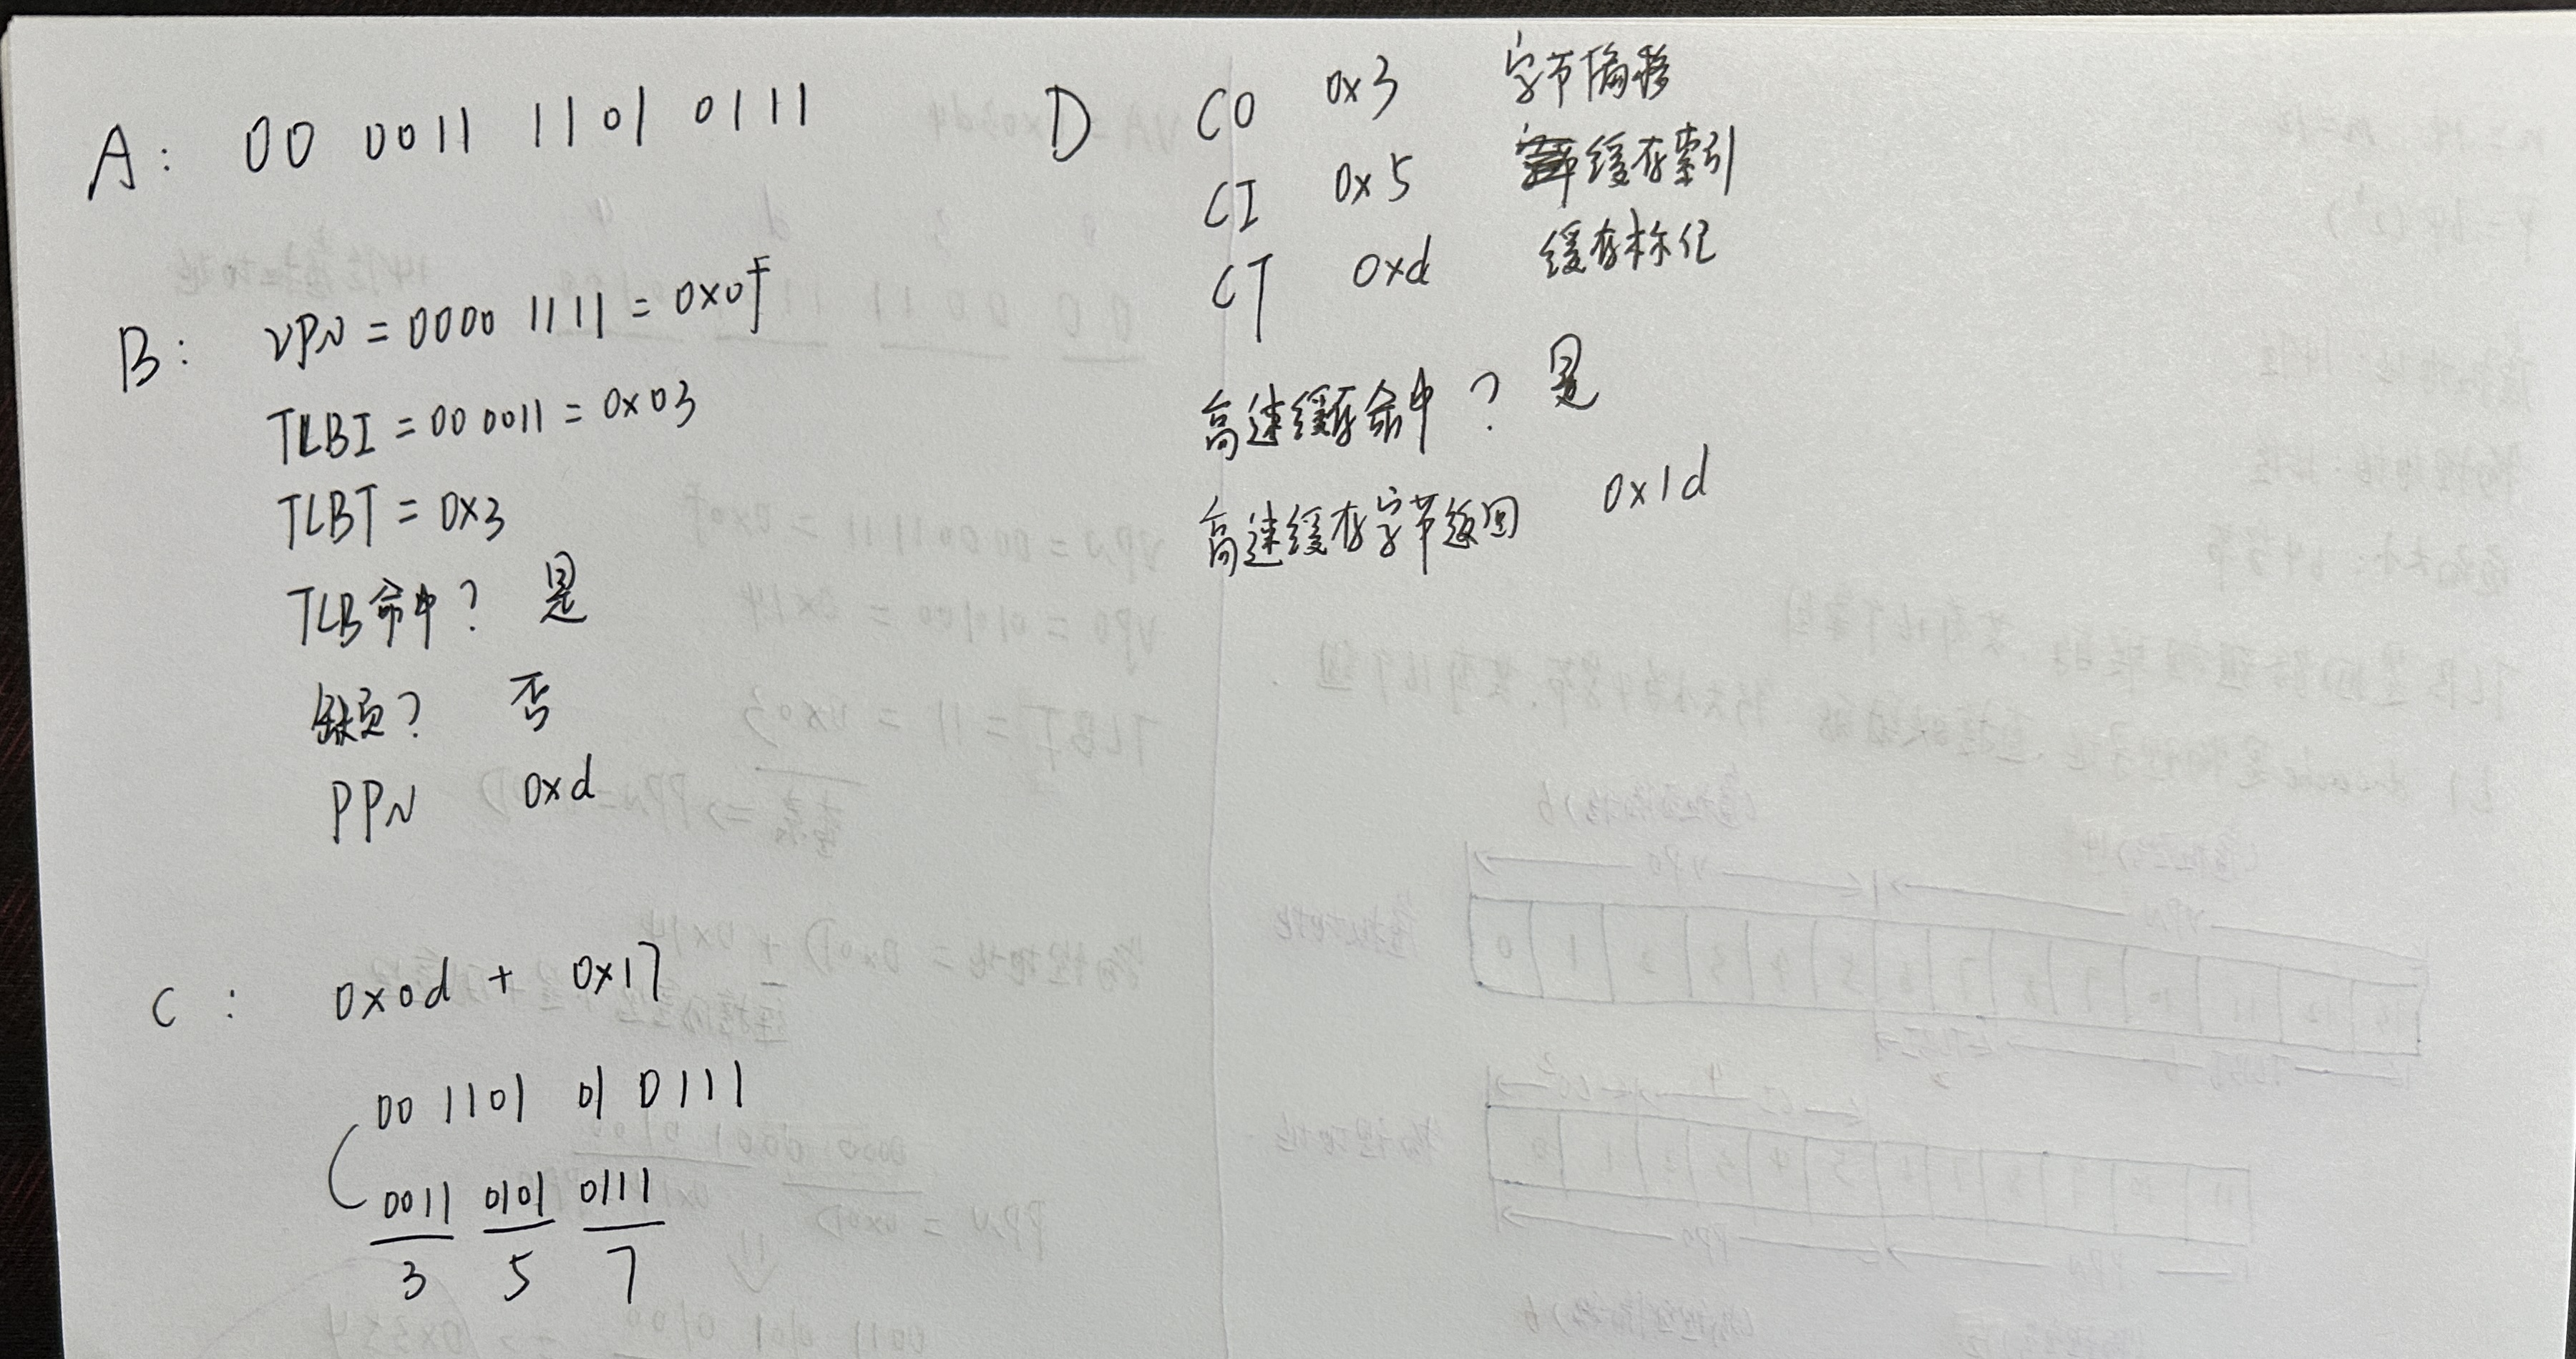 A: 00 0011 1101 0111
B: VPN = 0000 1111 = 0x0f
TLBI = 00 0011 = 0x03
TLBT = 0x3
TLB命中? 是
缺页? 否
PPN 0xd
C: 0x0d + 0x17
00 1101 01 0111
0011 0101 0111
3 5 7
D CO 0x3 字节偏移
CI 0x5 缓存索引
CT 0xd 缓存标记
高速缓存命中? 是
高速缓存字节返回 0x1d